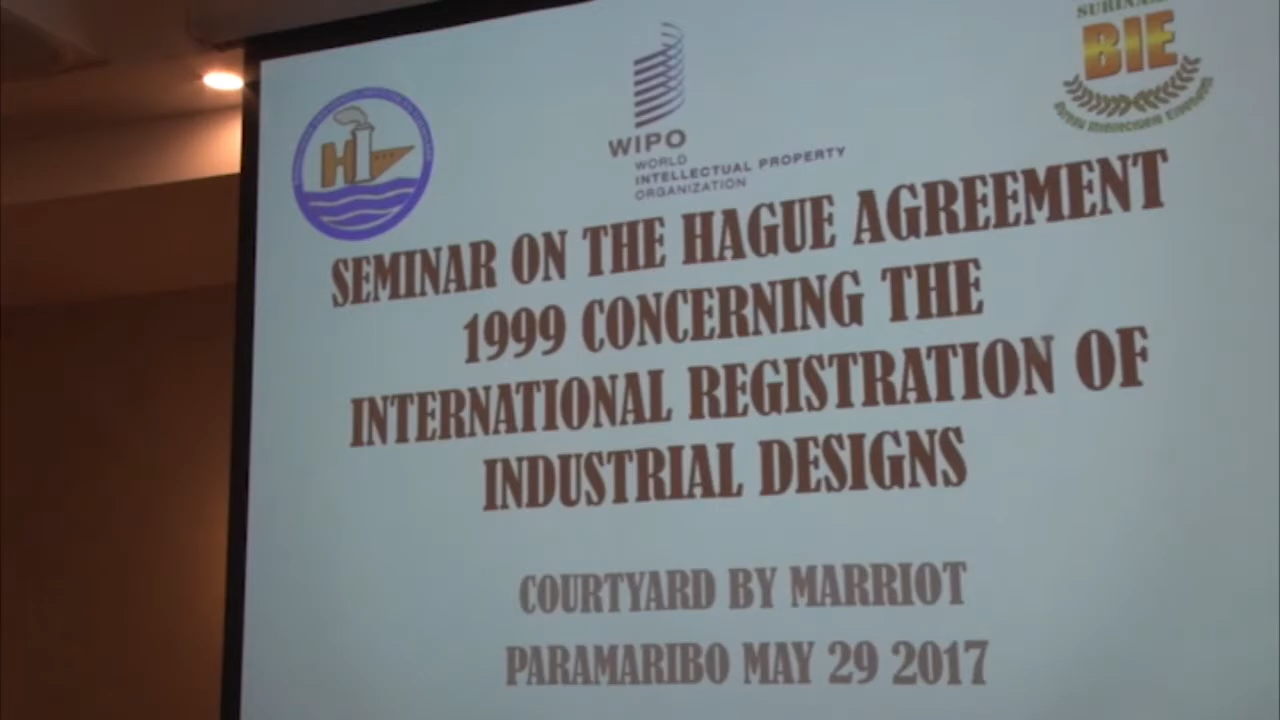 SURINAME
BIE
WIPO
WORLD
INTELLECTUAL PROPERTY
ORGANIZATION
SEMINAR ON THE HAGUE AGREEMENT
1999 CONCERNING THE
INTERNATIONAL REGISTRATION OF
INDUSTRIAL DESIGNS
COURTYARD BY MARRIOT
PARAMARIBO MAY 29 2017